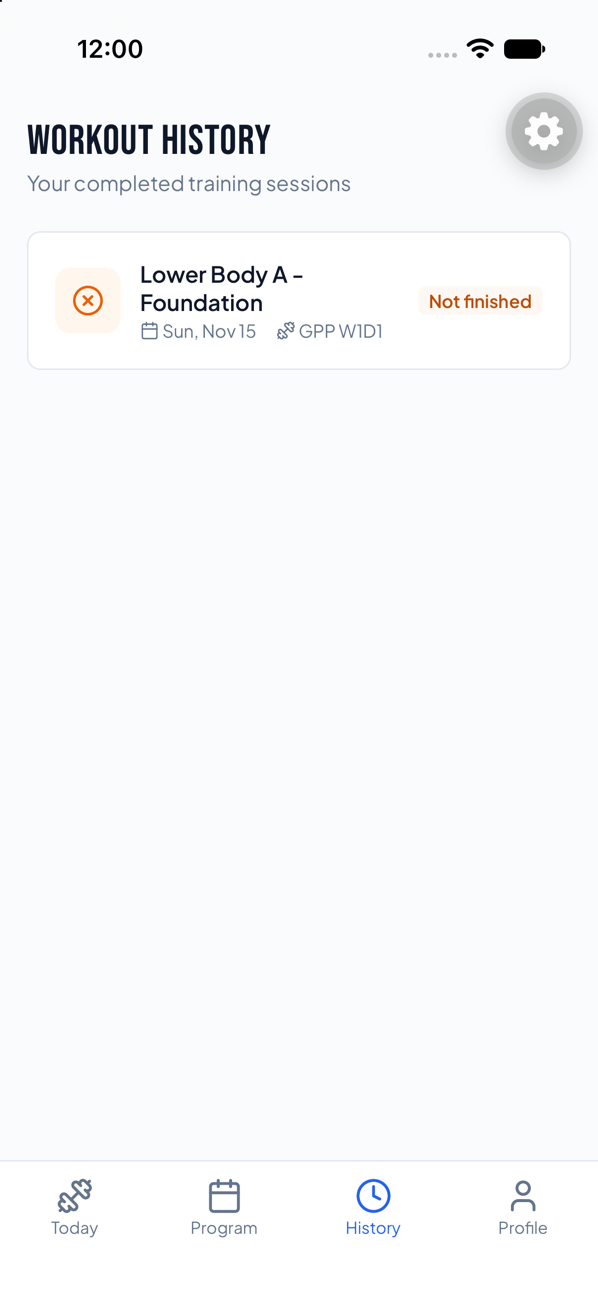 12:00
WORKOUT HISTORY
Your completed training sessions
Lower Body A –
Foundation
Not finished
Sun, Nov 15 GPP W1D1
Today Program History Profile